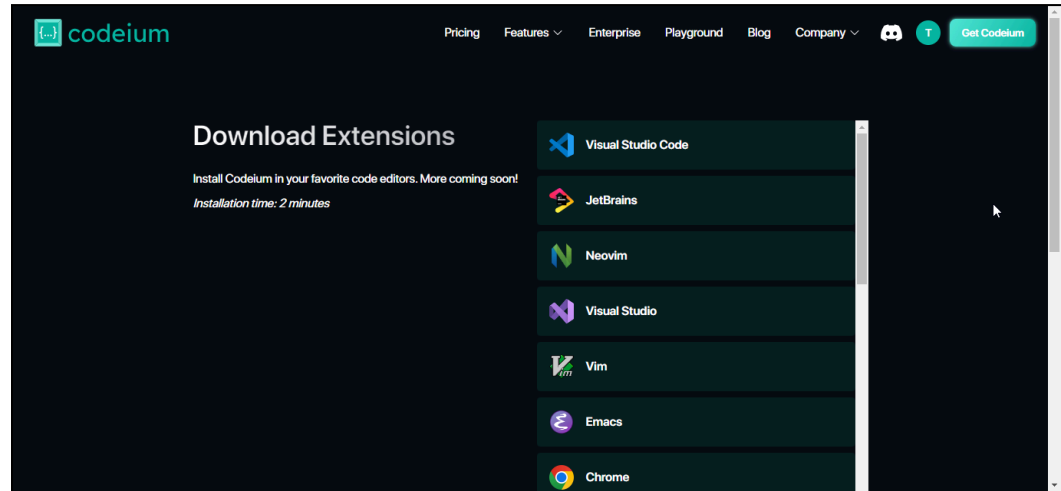 {...} codeium
Pricing Features Enterprise Playground Blog Company T Get Codeium
Download Extensions
Install Codeium in your favorite code editors. More coming soon!
Installation time: 2 minutes
Visual Studio Code
JetBrains
Neovim
Visual Studio
Vim
Emacs
Chrome